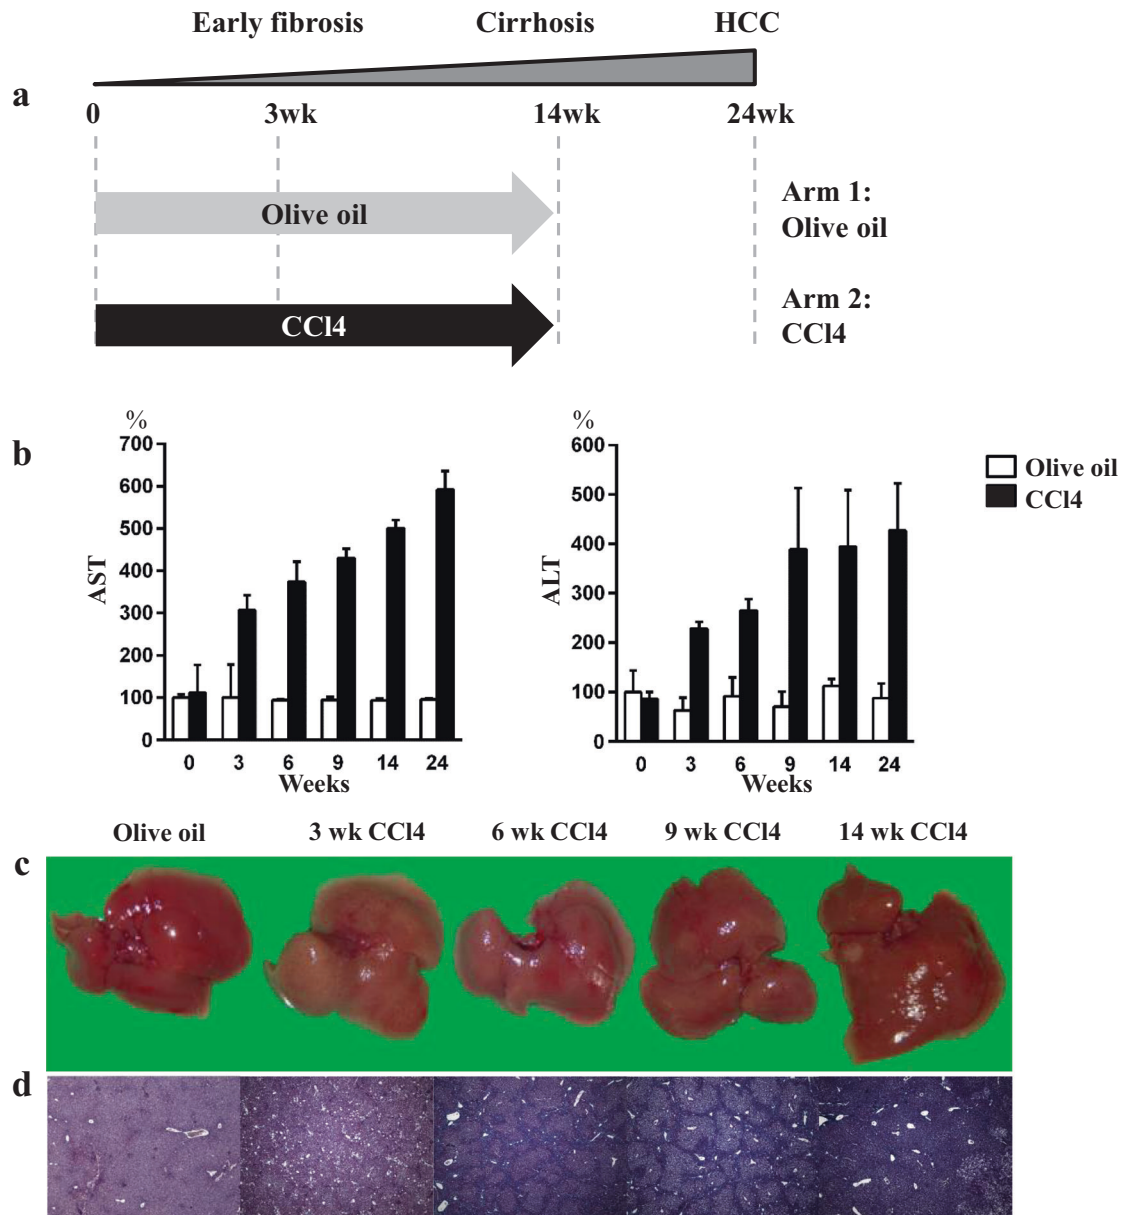 Early fibrosis Cirrhosis HCC
a
0 3wk 14wk 24wk
Olive oil
Arm 1:
Olive oil
CCl4
Arm 2:
CCl4
b
%
700
600
500
400
300
200
100
0
AST
0 3 6 9 14 24
Weeks
%
600
500
400
300
200
100
0
ALT
0 3 6 9 14 24
Weeks
Olive oil
CCl4
Olive oil 3 wk CCl4 6 wk CCl4 9 wk CCl4 14 wk CCl4
c
d